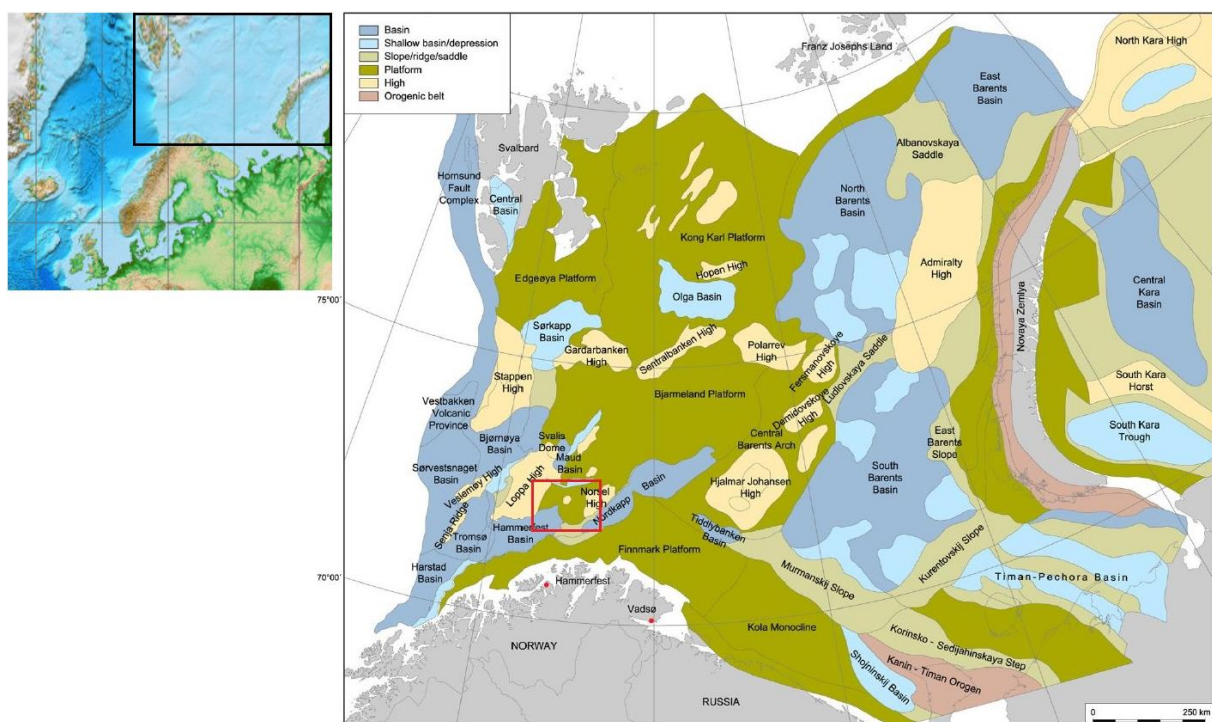 Basin
Shallow basin/depression
Slope/ridge/saddle
Platform
High
Orogenic belt
Franz Josephs Land
North Kara High
East
Barents
Basin
Svalbard
Albanovskaya
Saddle
Hornsund
Fault
Complex
Central
Basin
North
Barents
Basin
Kong Karl Platform
Admiralty
High
Edgeøya Platform
Hopen High
Olga Basin
Central
Kara
Basin
Novaya Zemlya
75°00'
Sørkapp
Basin
Gardarbanken
High
Sentralbanken High
Polarrev
High
Fersmanovskoye
High
Ludlovskaya Saddle
South Kara
Horst
Stappen
High
Bjarmeland Platform
Demidovskoye
High
Vestbakken
Volcanic
Province
Bjørnøya
Basin
Svalis
Dome
Maud
Basin
Central
Barents Arch
East
Barents
Slope
South Kara
Trough
Sørvestsnaget
Basin
Veslemøy High
Loppa High
Norsel
High
Nordkapp
Basin
Hjalmar Johansen
High
South
Barents
Basin
Senja Ridge
Tromsø
Basin
Hammerfest
Basin
Tiddlybanken
Basin
Finnmark Platform
Harstad
Basin
Murmanskij Slope
Kurentovskij Slope
Timan-Pechora Basin
70°00'
Hammerfest
Vadsø
Kola Monocline
Korinsko - Sedijahinskaya Step
NORWAY
Shojninskij Basin
Kanin - Timan Orogen
RUSSIA
0
250 km